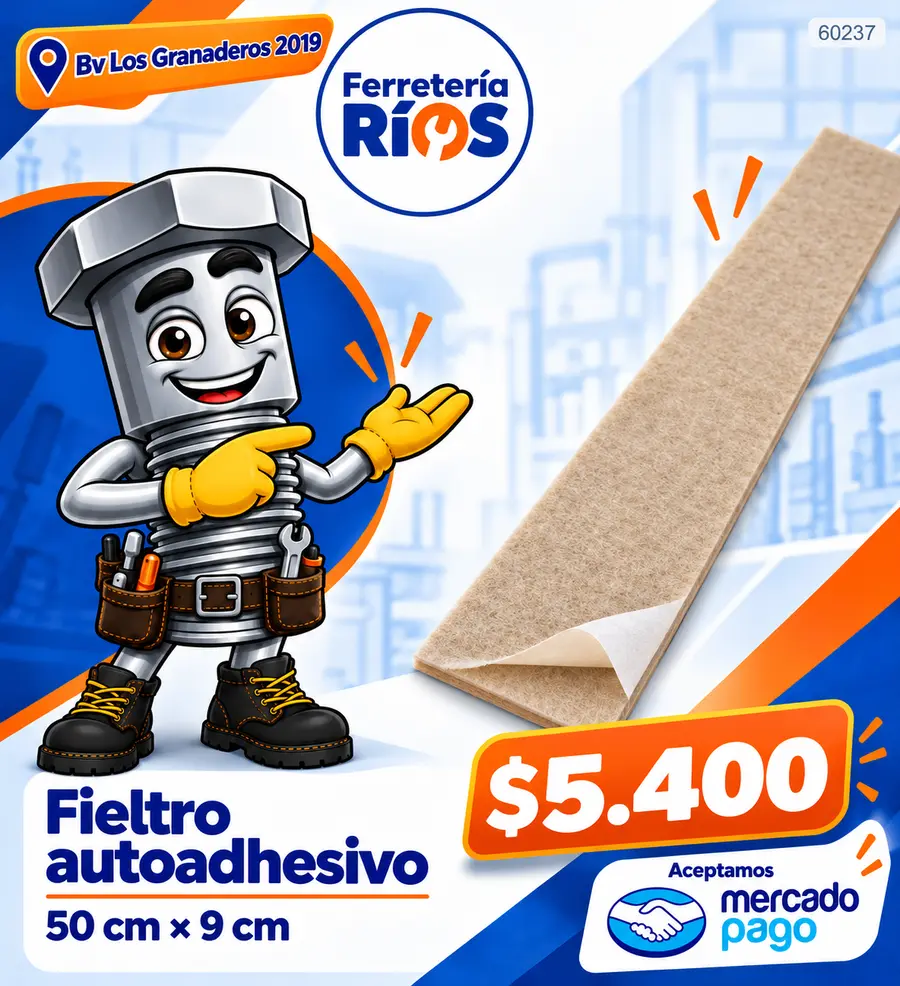 Bv Los Granaderos 2019
Ferretería
Ríos
60237
$5.400
Fieltro
autoadhesivo
50 cm × 9 cm
Aceptamos
mercado
pago